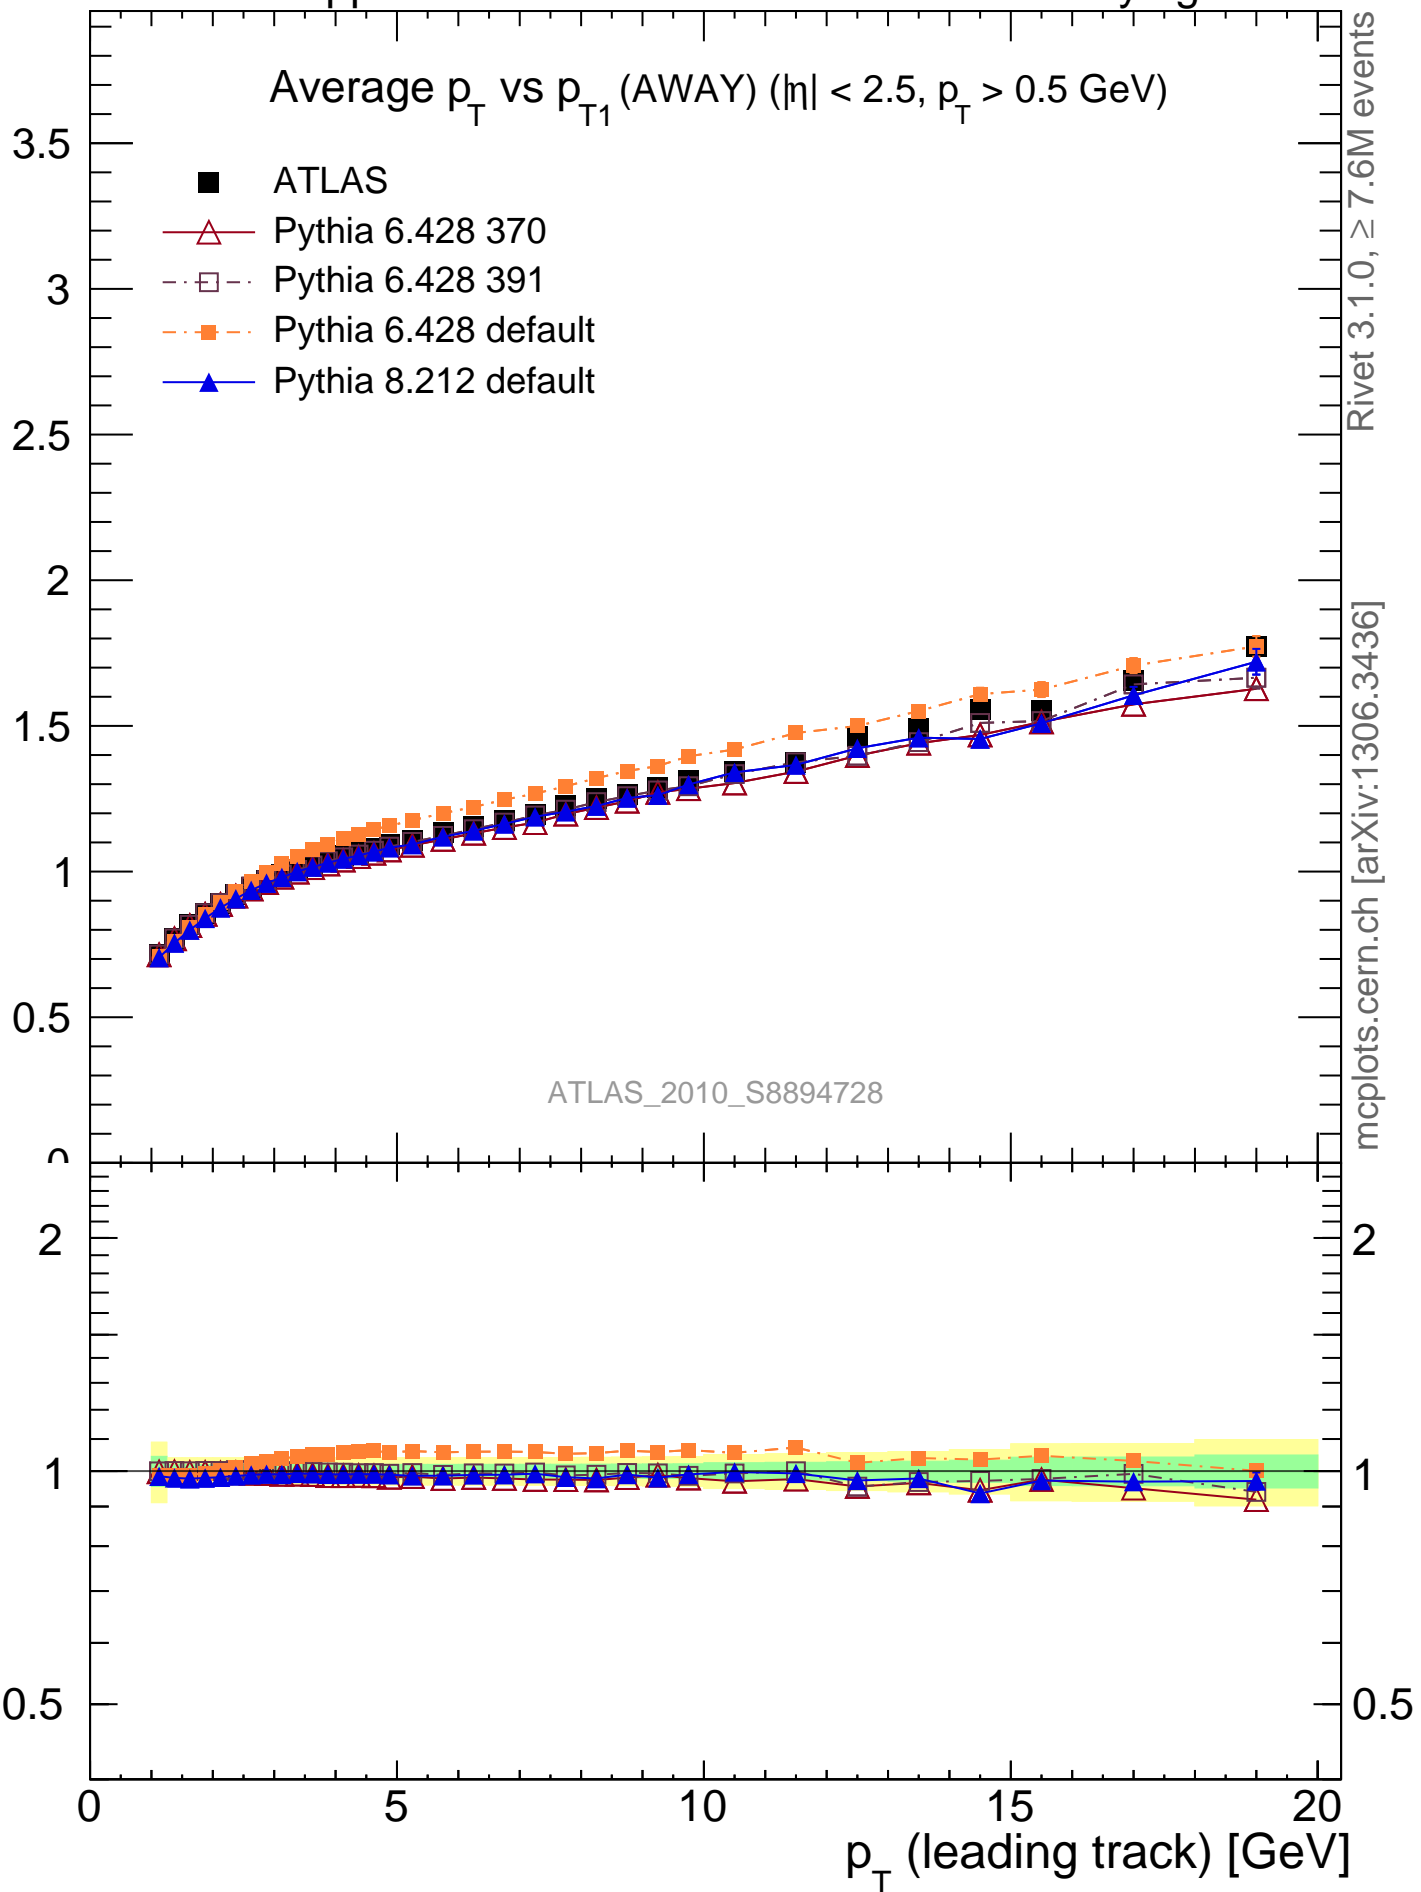 Average p_T vs p_T1 (AWAY) (|η| < 2.5, p_T > 0.5 GeV)
ATLAS
Pythia 6.428 370
Pythia 6.428 391
Pythia 6.428 default
Pythia 8.212 default
3.5
3
2.5
2
1.5
1
0.5
0
ATLAS_2010_S8894728
Rivet 3.1.0, ≥ 7.6M events
mcplots.cern.ch [arXiv:1306.3436]
2
1
0.5
2
1
0.5
0
5
10
15
20
p_T (leading track) [GeV]